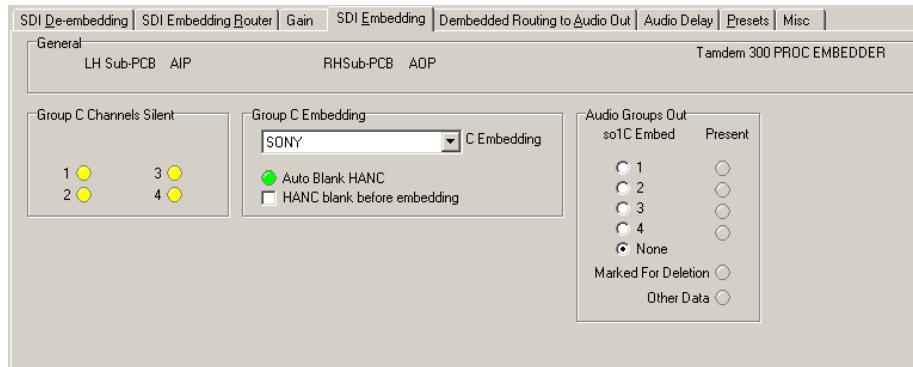 SDI De-embedding SDI Embedding Router Gain SDI Embedding Dembedded Routing to Audio Out Audio Delay Presets Misc
General
Tamdem 300 PROC EMBEDDER
LH Sub-PCB AIP RHSub-PCB AOP
Group C Channels Silent
1 3
2 4
Group C Embedding
SONY C Embedding
Auto Blank HANC
HANC blank before embedding
Audio Groups Out
so1C Embed Present
1
2
3
4
None
Marked For Deletion
Other Data